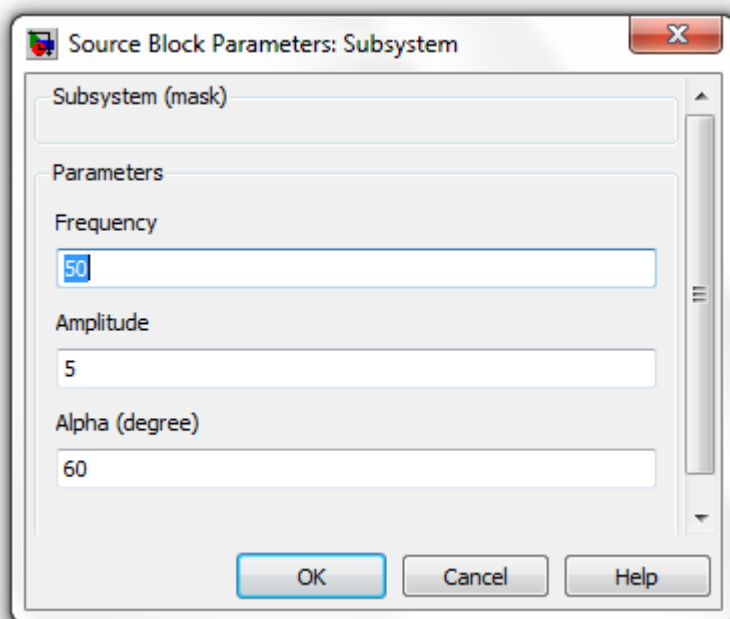 Source Block Parameters: Subsystem
Subsystem (mask)
Parameters
Frequency
50
Amplitude
5
Alpha (degree)
60
OK Cancel Help